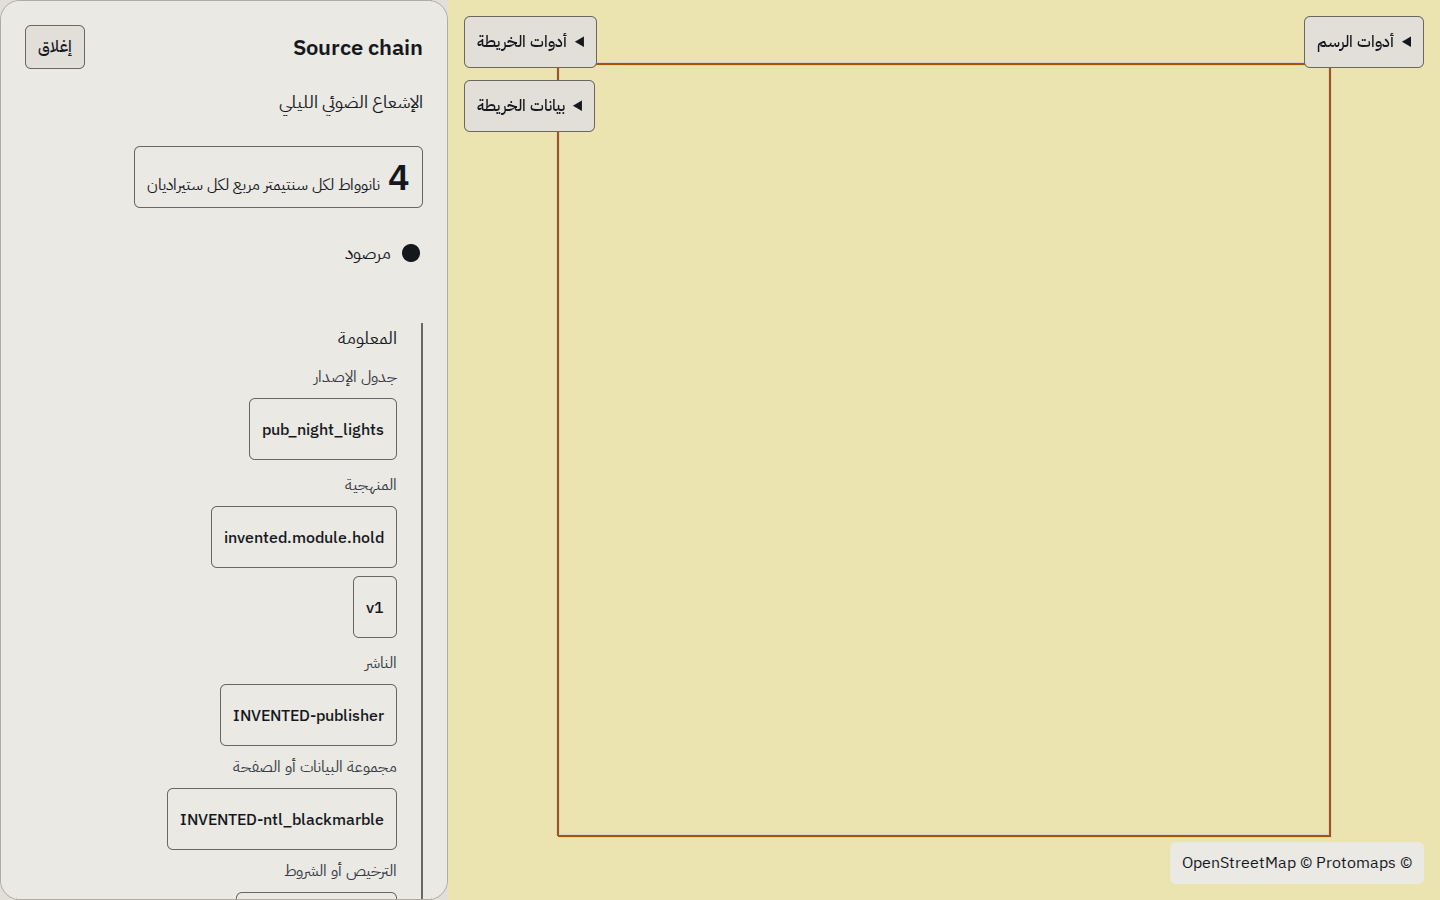 Source chain
إغلاق
الإشعاع الضوئي الليلي
4 نانوواط لكل سنتيمتر مربع لكل ستيراديان
مرصود
المعلومة
جدول الإصدار
pub_night_lights
المنهجية
invented.module.hold
v1
الناشر
INVENTED-publisher
مجموعة البيانات أو الصفحة
INVENTED-ntl_blackmarble
الترخيص أو الشروط
أدوات الرسم
أدوات الخريطة
بيانات الخريطة
OpenStreetMap © Protomaps ©